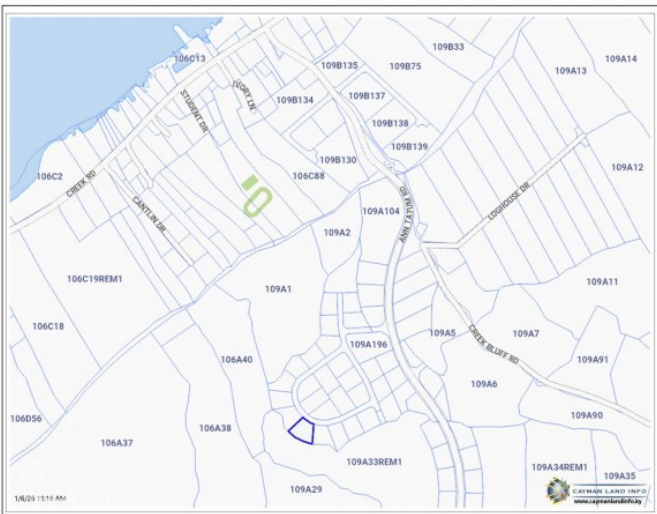 106C13
109B33
109A14
109B135
109B75
109A13
IVORY LN
109B134
109B137
STUDENT DR
109B138
109B139
109B130
109A12
106C2
106C88
CREEK RD
CANTLIN DR
109A104
ANN TATUM RD
LOGHOUSE DR
109A2
106C19REM1
109A1
109A11
106C18
109A196
109A5
109A7
CREEK BLUFF RD
106A40
109A91
109A6
106D56
106A38
109A90
106A37
109A33REM1
109A34REM1
109A35
109A29
CAYMAN LAND INFO
www.caymanlandinfo.ky